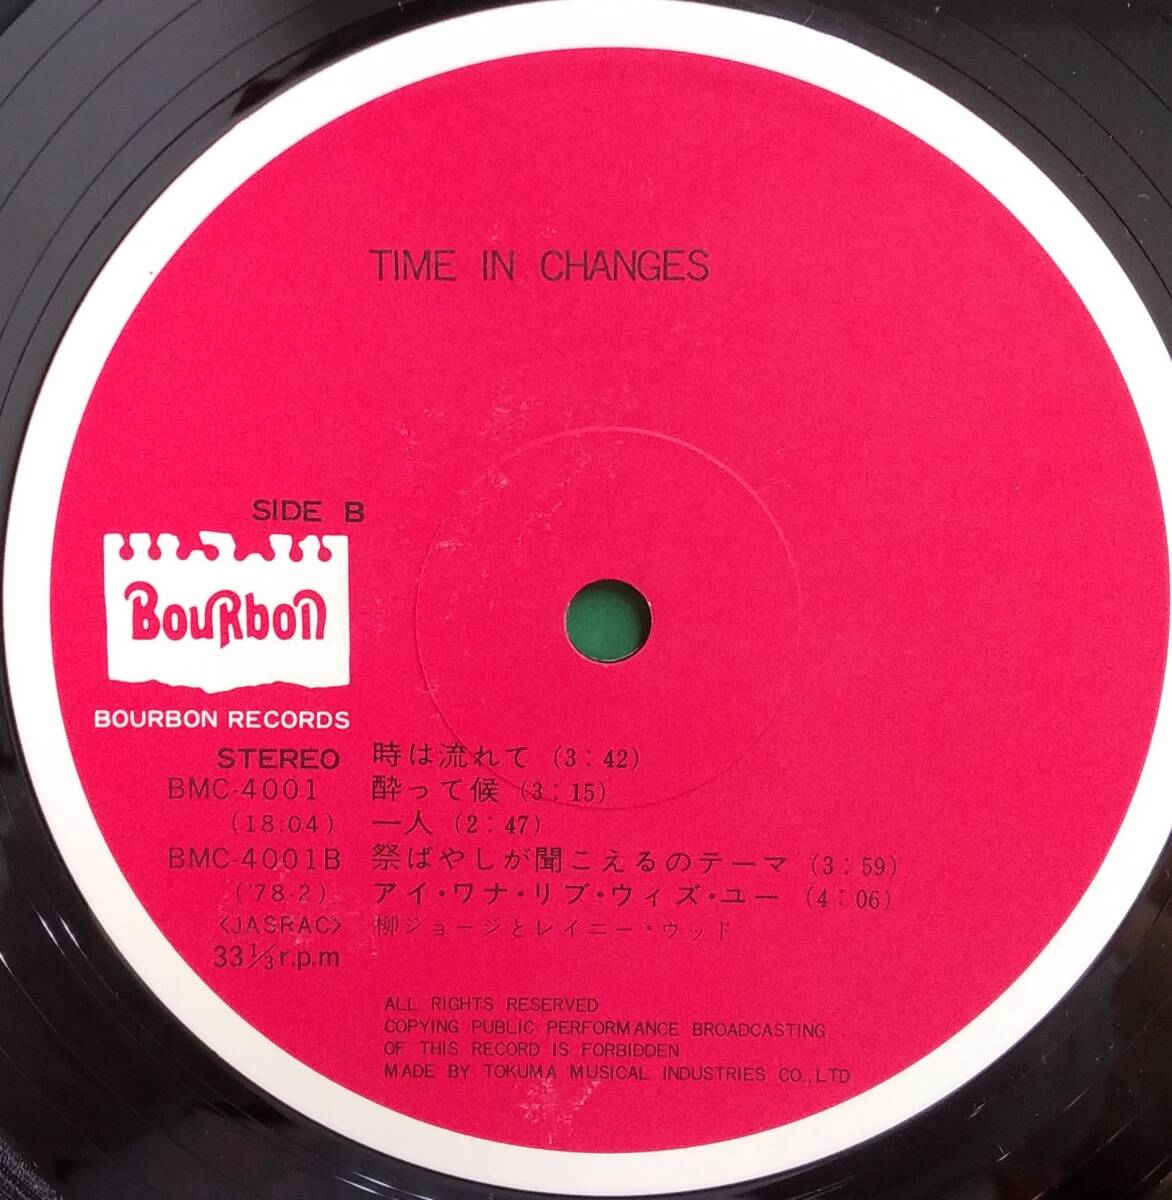 TIME IN CHANGES
SIDE B
BouRbon
BOURBON RECORDS
STEREO 時は流れて (3:42)
BMC-4001 酔って候 (3:15)
(18:04) 一人 (2:47)
BMC-4001B 祭ばやしが聞こえるのテーマ (3:59)
('78-2) アイ・ワナ・リブ・ウィズ・ユー (4:06)
<JASRAC> 柳ジョージとレイニー・ウッド
33⅓r.p.m
ALL RIGHTS RESERVED
COPYING PUBLIC PERFORMANCE BROADCASTING
OF THIS RECORD IS FORBIDDEN
MADE BY TOKUMA MUSICAL INDUSTRIES CO.,LTD